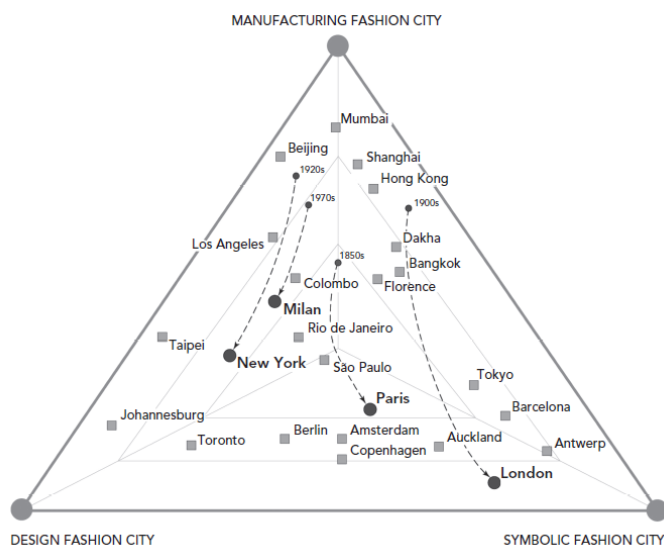 MANUFACTURING FASHION CITY
Mumbai
Beijing
Shanghai
1920s
Hong Kong
1970s
1900s
Los Angeles
Dakha
1850s
Bangkok
Colombo
Florence
Milan
Rio de Janeiro
Taipei
New York
São Paulo
Tokyo
Paris
Barcelona
Johannesburg
Berlin
Amsterdam
Auckland
Toronto
Copenhagen
Antwerp
London
DESIGN FASHION CITY
SYMBOLIC FASHION CITY